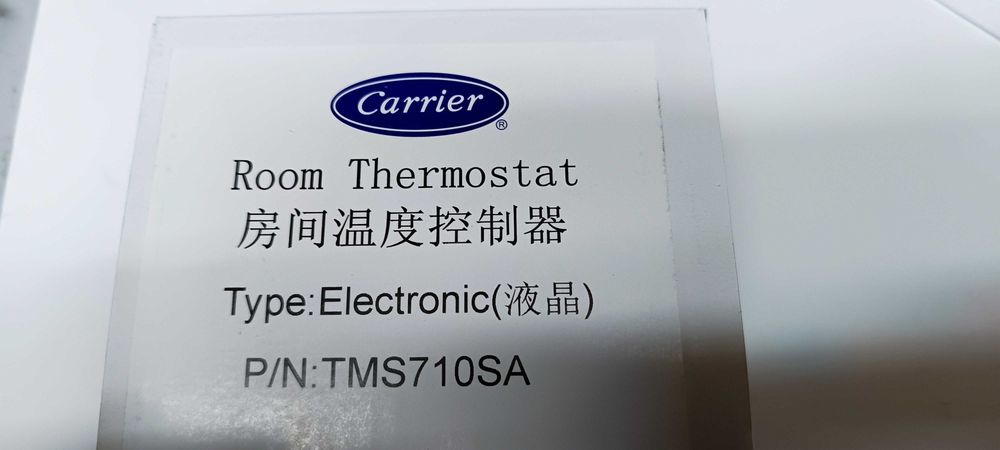 Carrier®
Room Thermostat
房间温度控制器
Type:Electronic(液晶)
P/N:TMS710SA